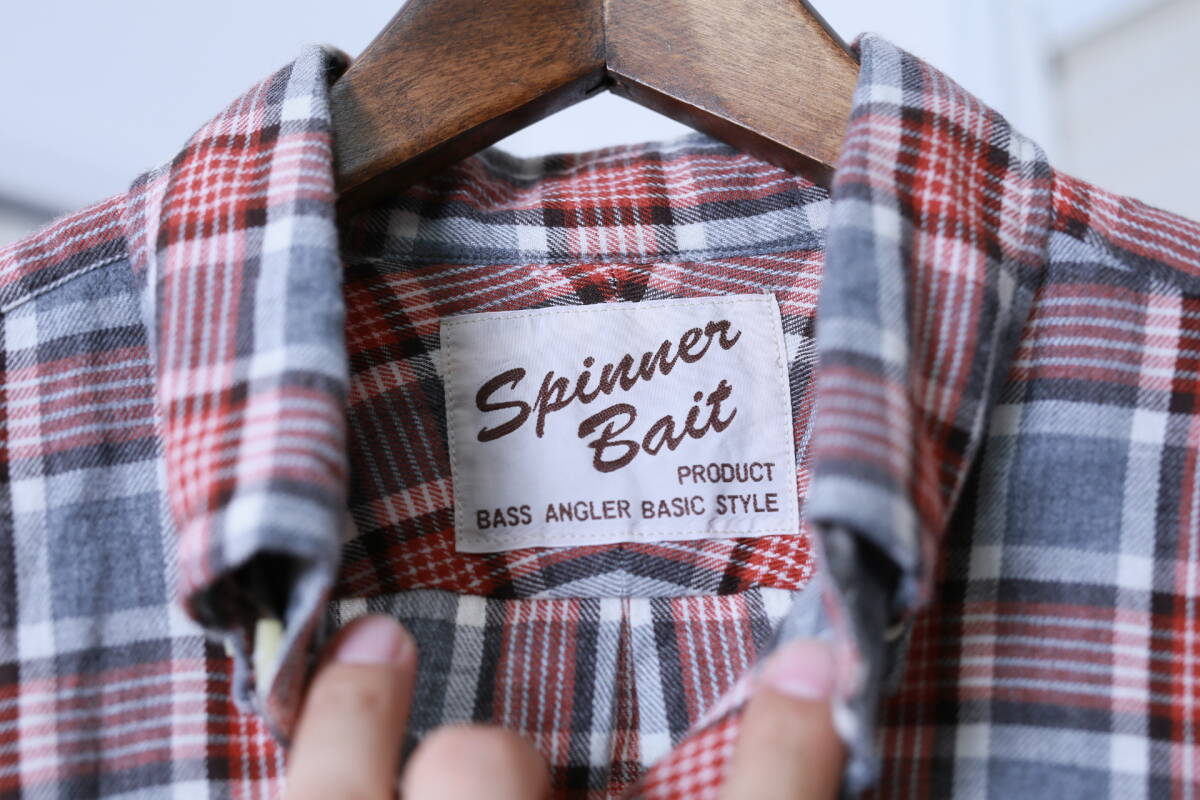 Spinner
Bait
PRODUCT
BASS ANGLER BASIC STYLE